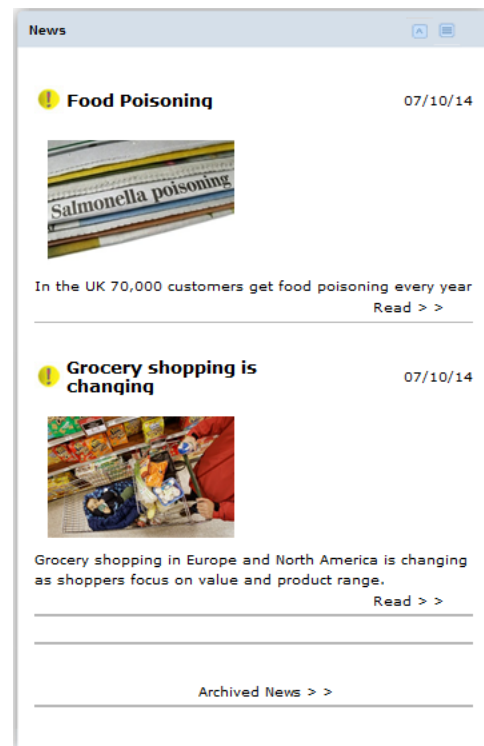 News
Food Poisoning
07/10/14
Salmonella poisoning
In the UK 70,000 customers get food poisoning every year
Read > >
Grocery shopping is
changing
07/10/14
Grocery shopping in Europe and North America is changing
as shoppers focus on value and product range.
Read > >
Archived News > >